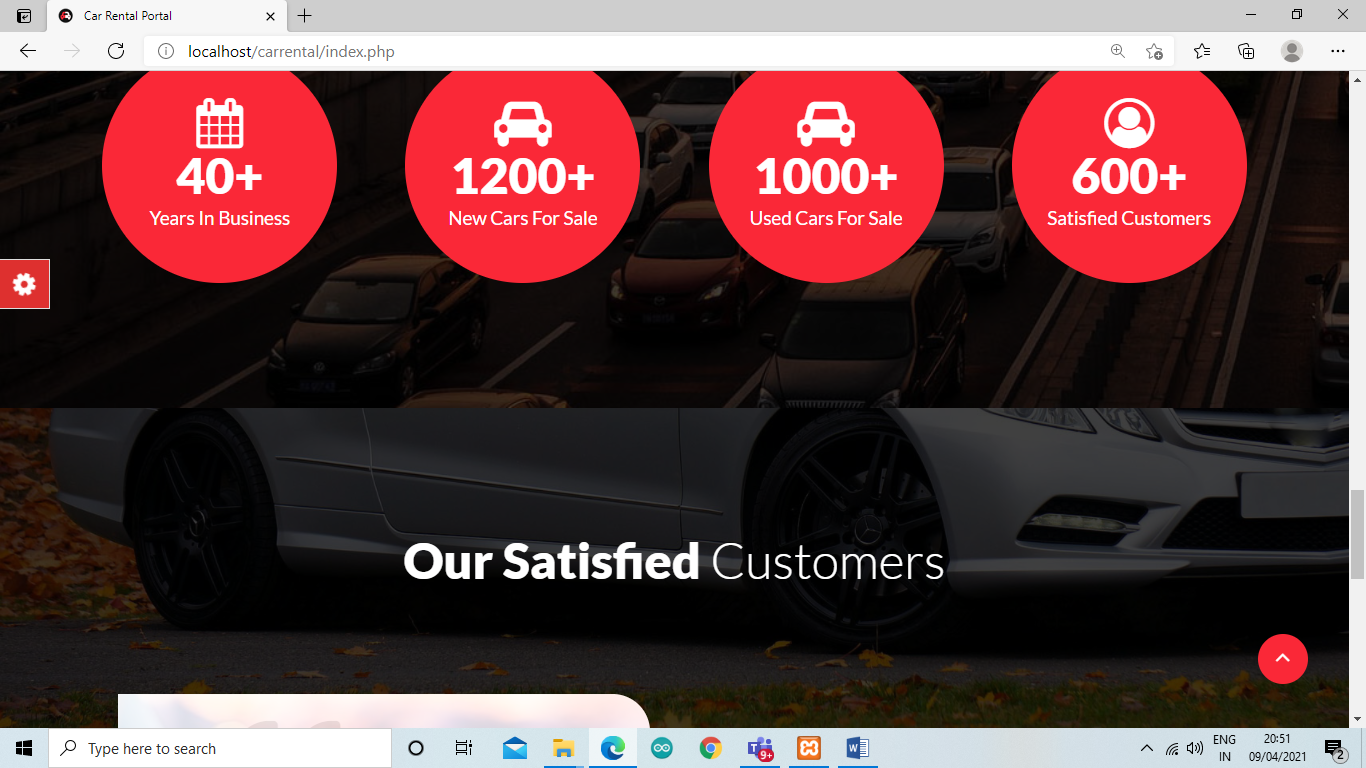 Car Rental Portal
localhost/carrental/index.php
40+
Years In Business
1200+
New Cars For Sale
1000+
Used Cars For Sale
600+
Satisfied Customers
Our Satisfied Customers
Type here to search
9+
ENG
IN
20:51
09/04/2021
2